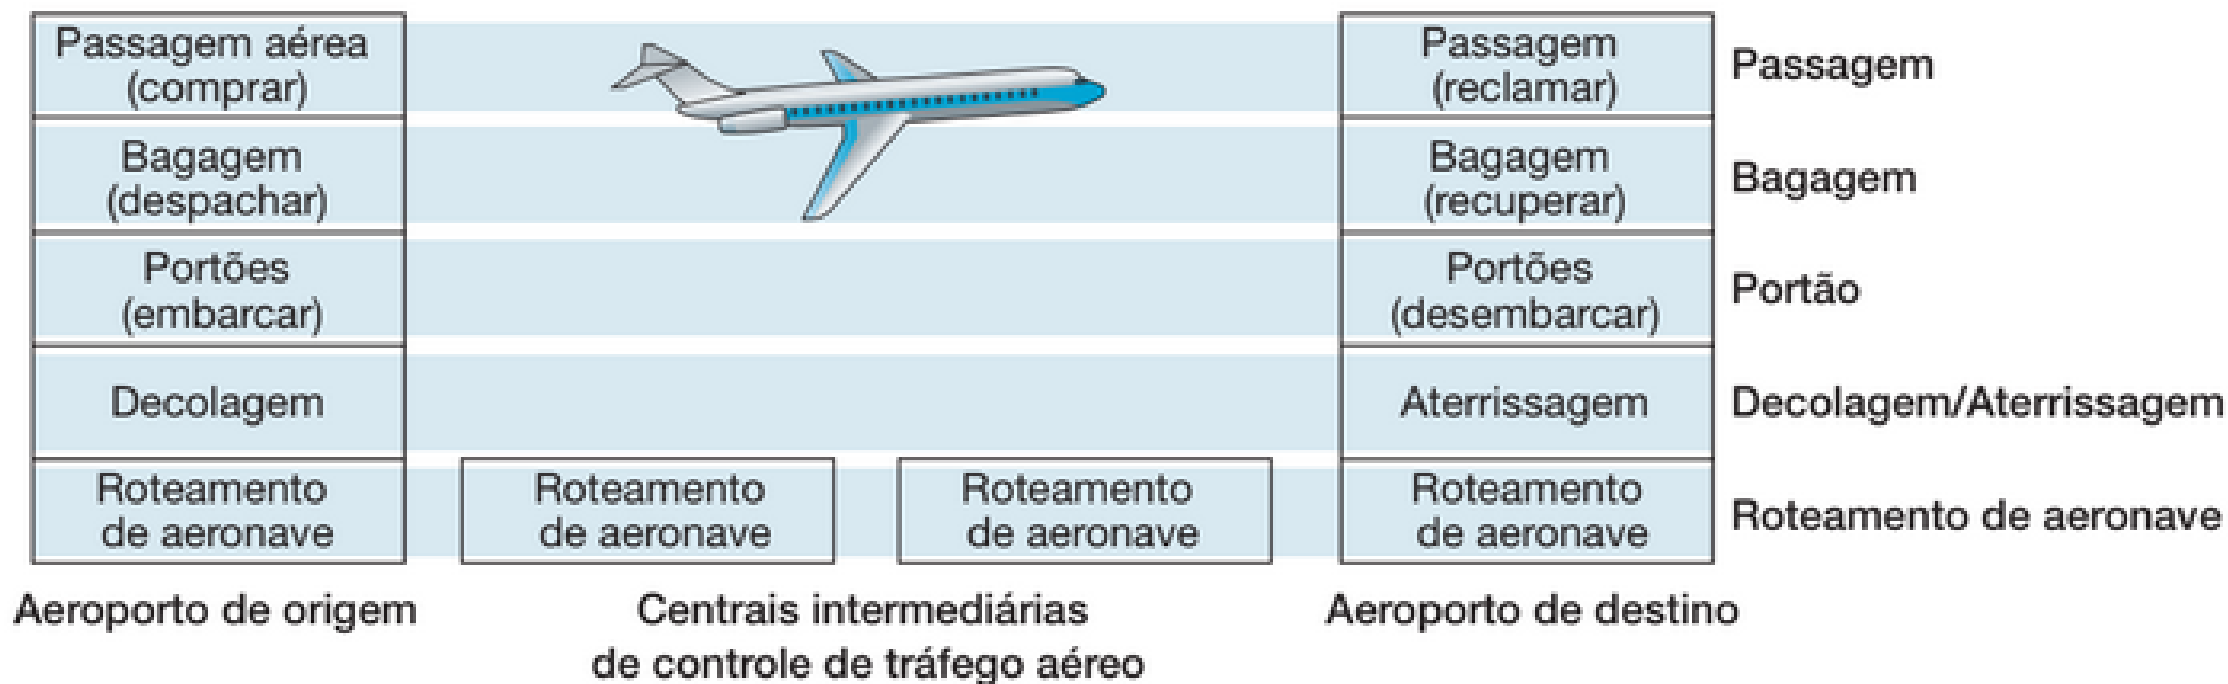 Passagem aérea
(comprar)
Passagem
(reclamar)
Passagem
Bagagem
(despachar)
Bagagem
(recuperar)
Bagagem
Portões
(embarcar)
Portões
(desembarcar)
Portão
Decolagem
Aterrissagem
Decolagem/Aterrissagem
Roteamento
de aeronave
Roteamento
de aeronave
Roteamento
de aeronave
Roteamento
de aeronave
Roteamento de aeronave
Aeroporto de origem
Centrais intermediárias
de controle de tráfego aéreo
Aeroporto de destino